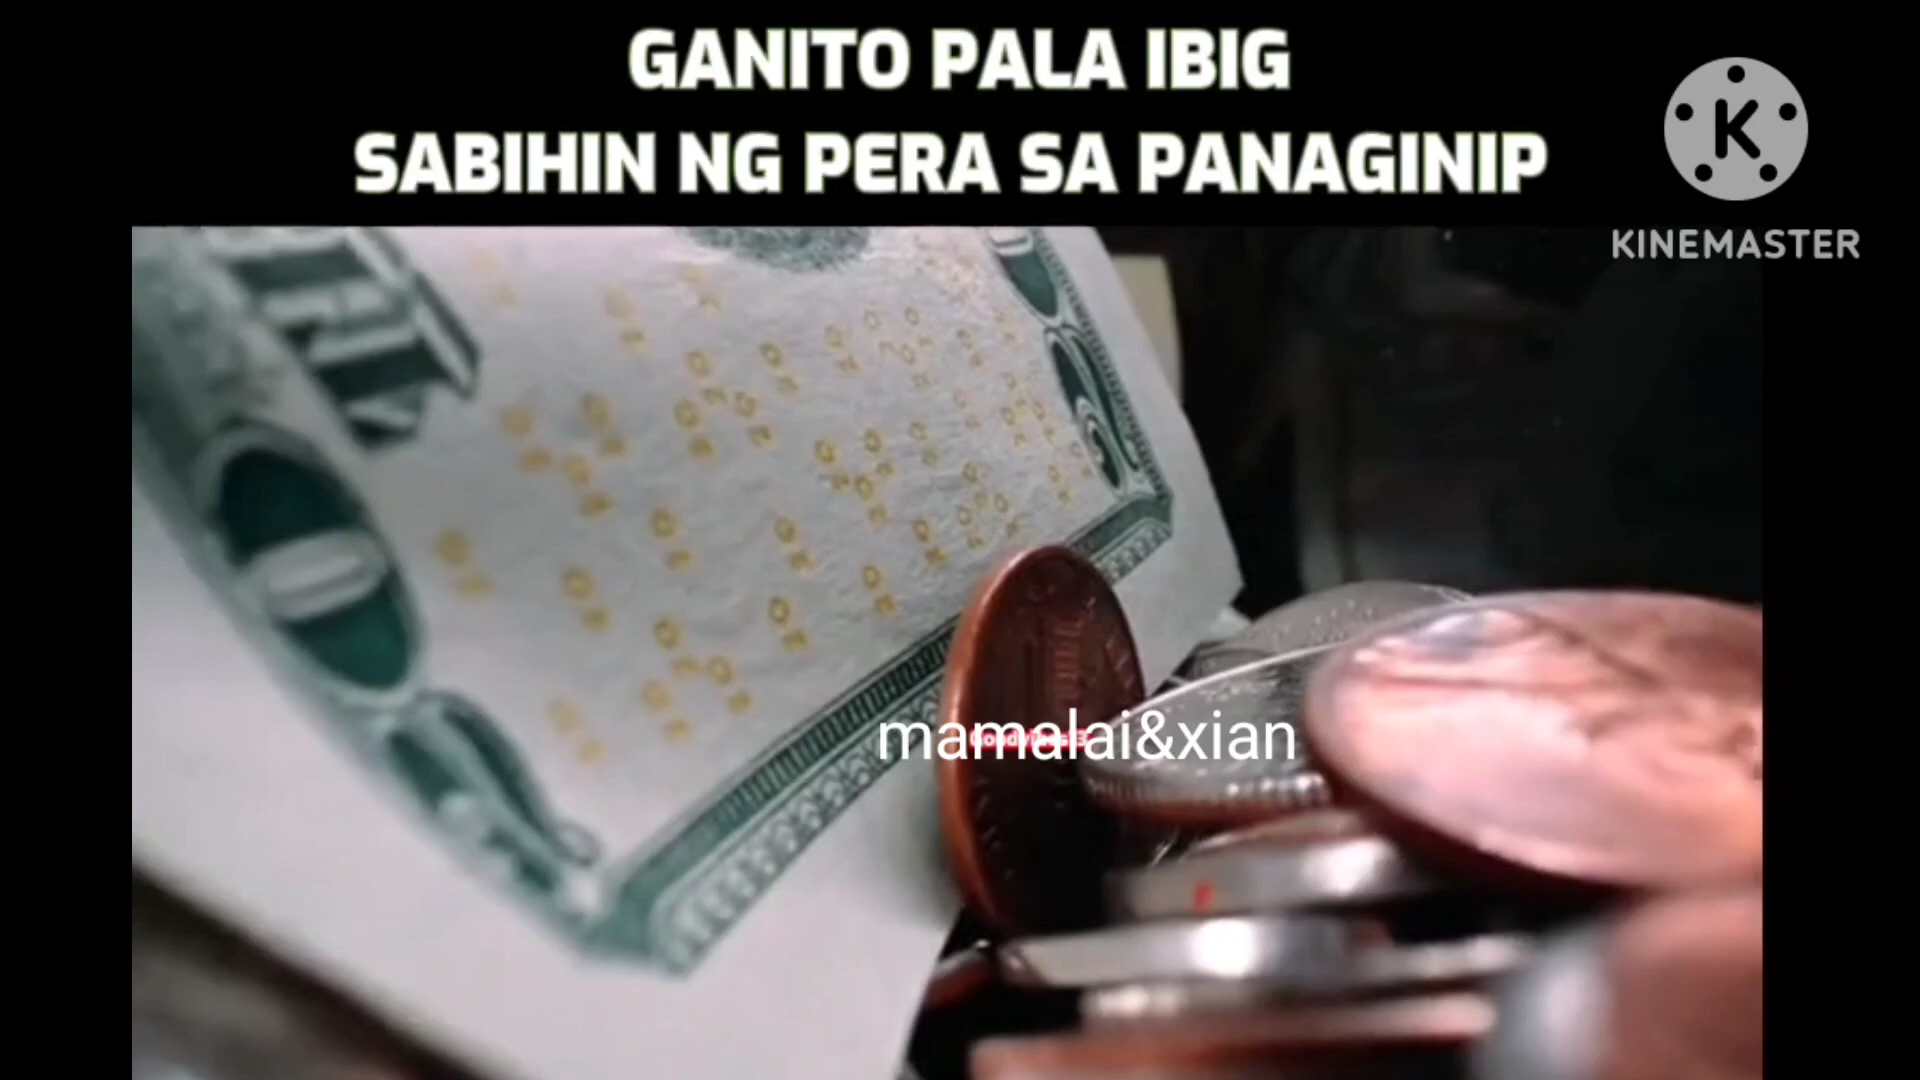 GANITO PALA IBIG
SABIHIN NG PERA SA PANAGINIP
K
KINEMASTER
mamalai&xian